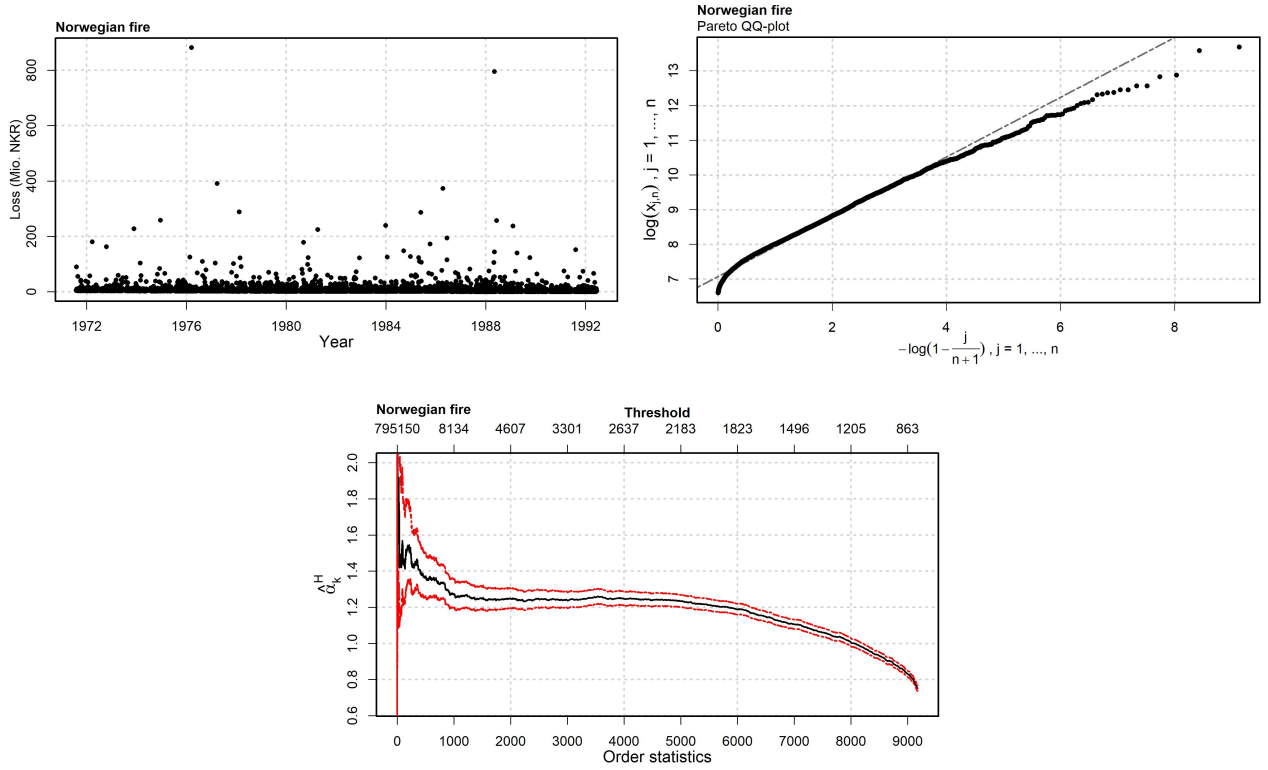 Norwegian fire
Loss (Mio. NKR)
800
600
400
200
0
1972 1976 1980 1984 1988 1992
Year
Norwegian fire
Pareto QQ-plot
log(x_{j,n}) , j = 1, ..., n
13
12
11
10
9
8
7
0 2 4 6 8
−log(1−j/(n+1)) , j = 1, ..., n
Norwegian fire Threshold
795150 8134 4607 3301 2637 2183 1823 1496 1205 863
α̂_k^H
2.0
1.8
1.6
1.4
1.2
1.0
0.8
0.6
0 1000 2000 3000 4000 5000 6000 7000 8000 9000
Order statistics